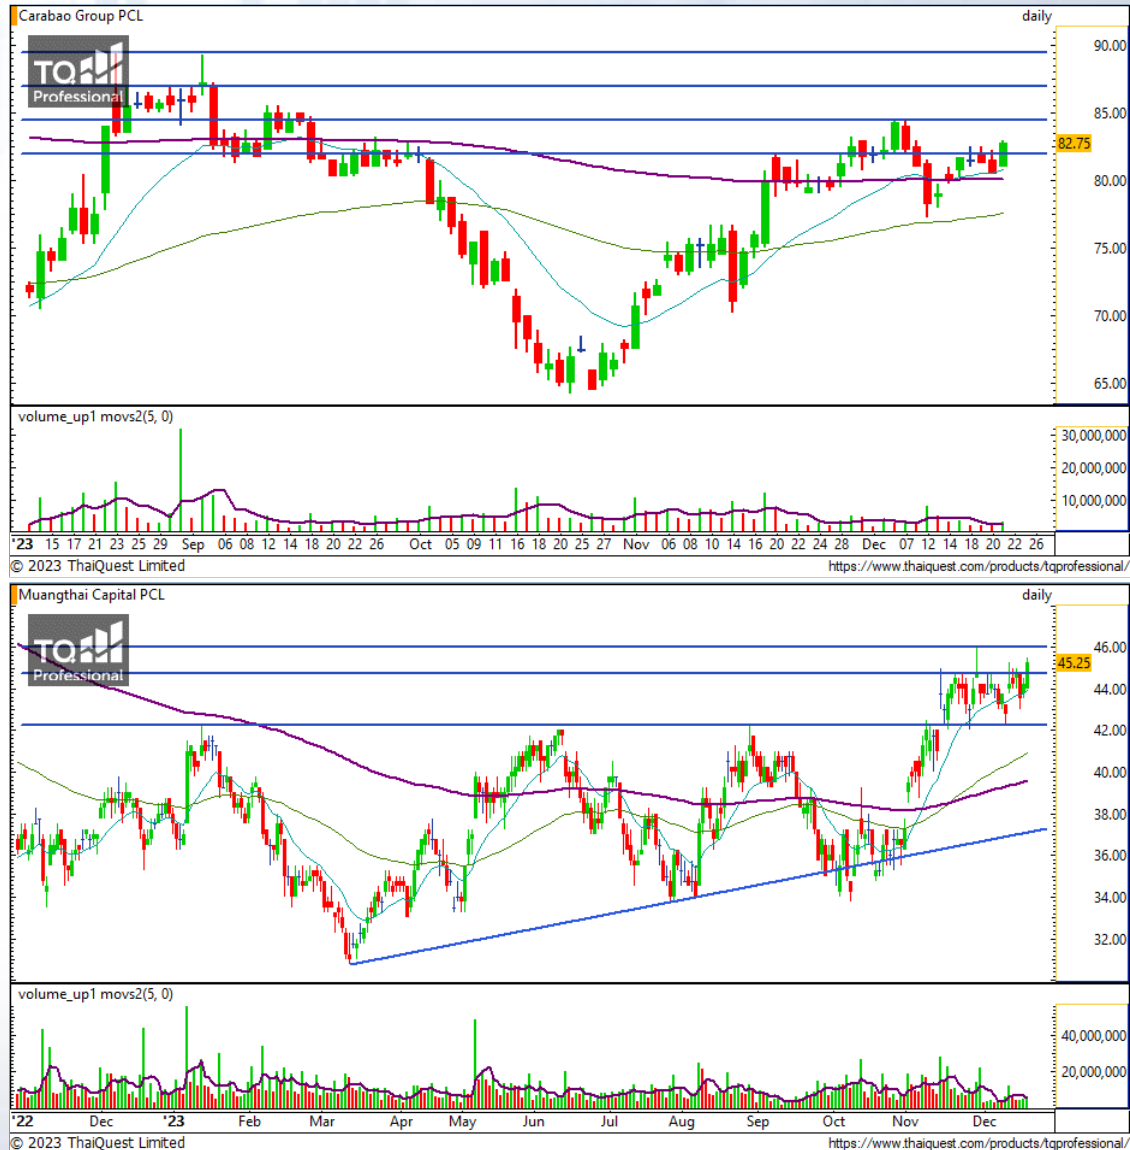 Carabao Group PCL daily
TQ
Professional
90.00
85.00
82.75
80.00
75.00
70.00
65.00
volume_up1 movs2(5, 0)
30,000,000
20,000,000
10,000,000
'23 15 17 21 23 25 29 Sep 06 08 12 14 18 20 22 26 Oct 05 09 11 16 18 20 25 27 Nov 06 08 10 14 16 20 22 24 28 Dec 07 12 14 18 20 22 26
© 2023 ThaiQuest Limited https://www.thaiquest.com/products/tqprofessional/
Muangthai Capital PCL daily
TQ
Professional
46.00
45.25
44.00
42.00
40.00
38.00
36.00
34.00
32.00
volume_up1 movs2(5, 0)
40,000,000
20,000,000
'22 Dec '23 Feb Mar Apr May Jun Jul Aug Sep Oct Nov Dec
© 2023 ThaiQuest Limited https://www.thaiquest.com/products/tqprofessional/